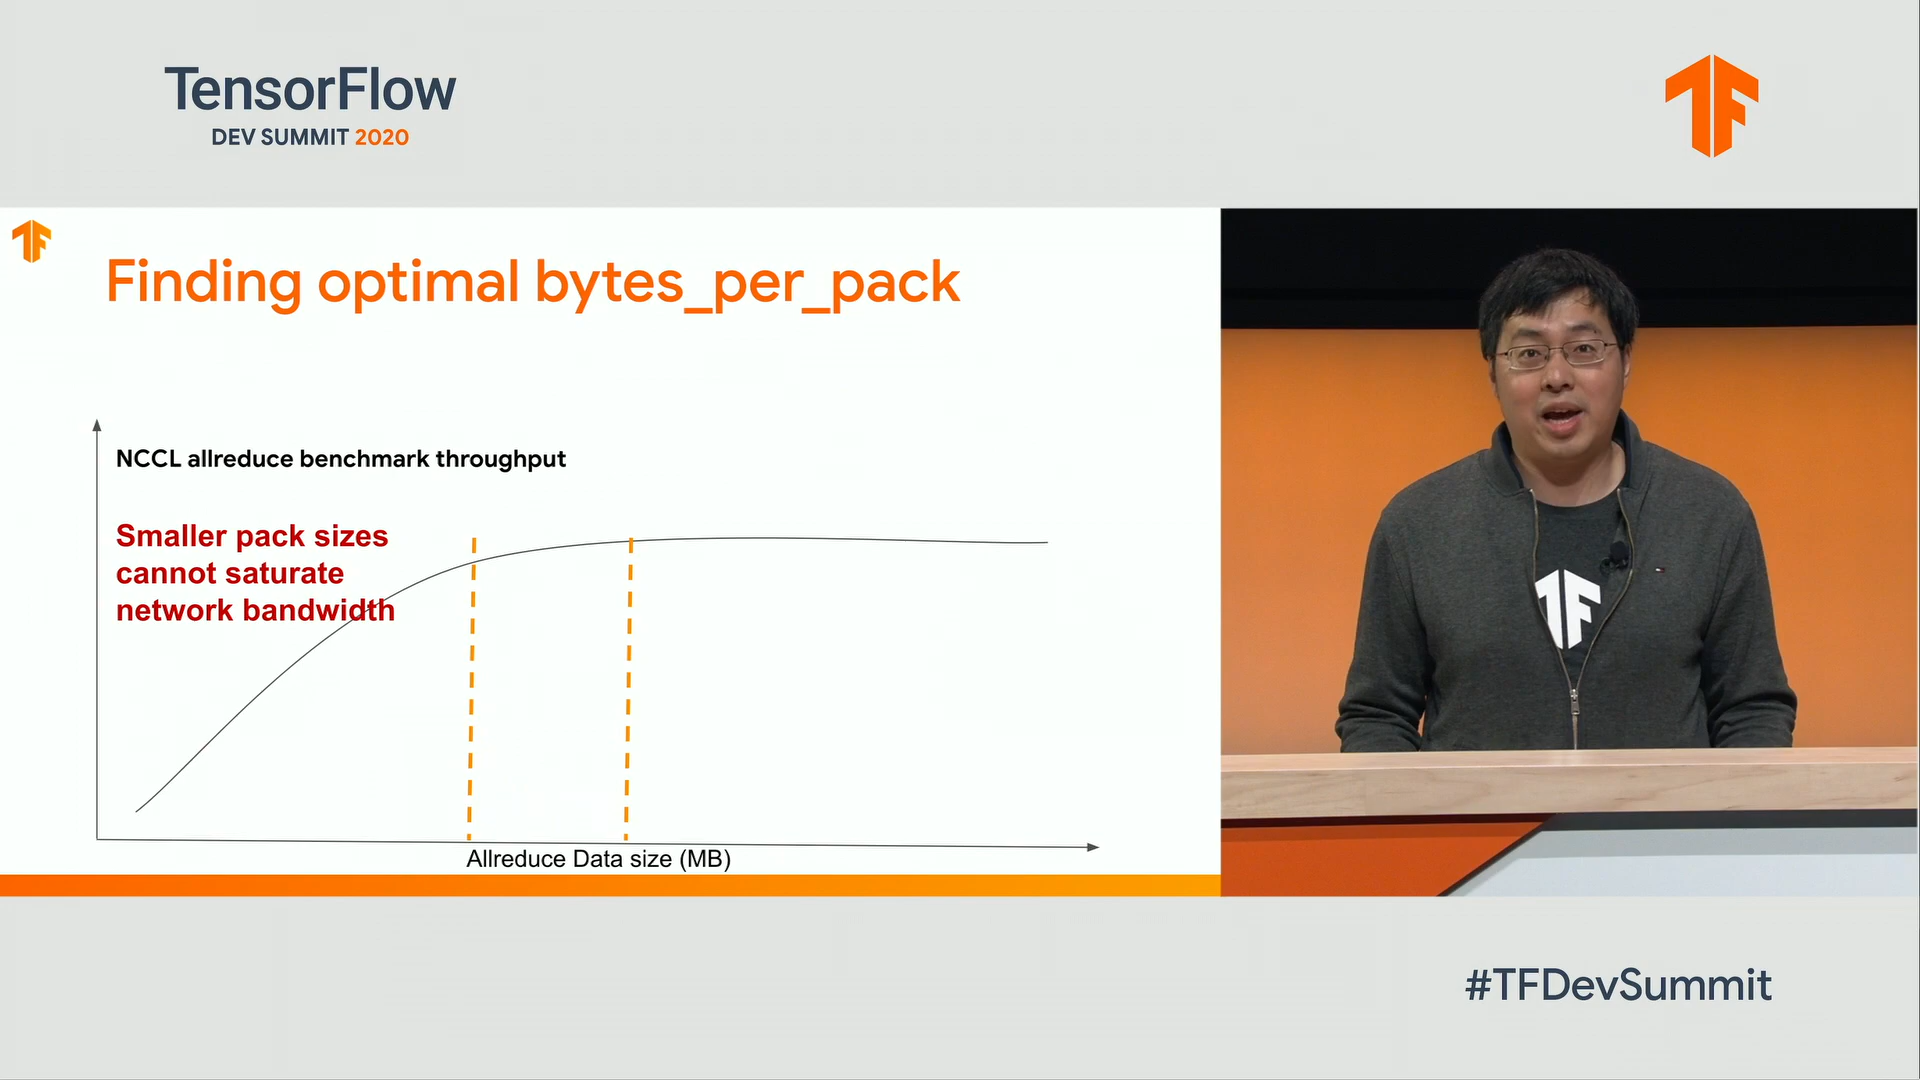 TensorFlow
DEV SUMMIT 2020
Finding optimal bytes_per_pack
NCCL allreduce benchmark throughput
Smaller pack sizes
cannot saturate
network bandwidth
Allreduce Data size (MB)
#TFDevSummit